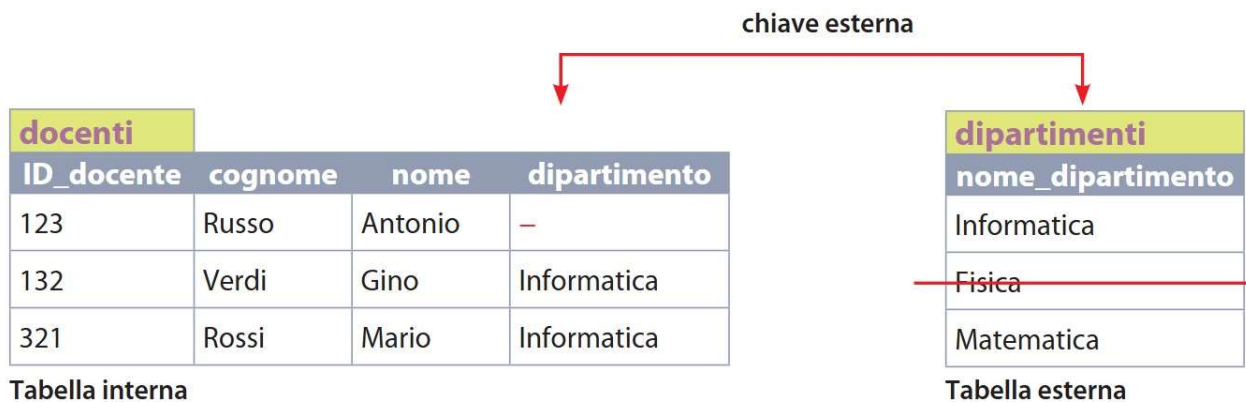 chiave esterna
docenti
ID_docente cognome nome dipartimento
123 Russo Antonio –
132 Verdi Gino Informatica
321 Rossi Mario Informatica
Tabella interna
dipartimenti
nome_dipartimento
Informatica
Fisica
Matematica
Tabella esterna